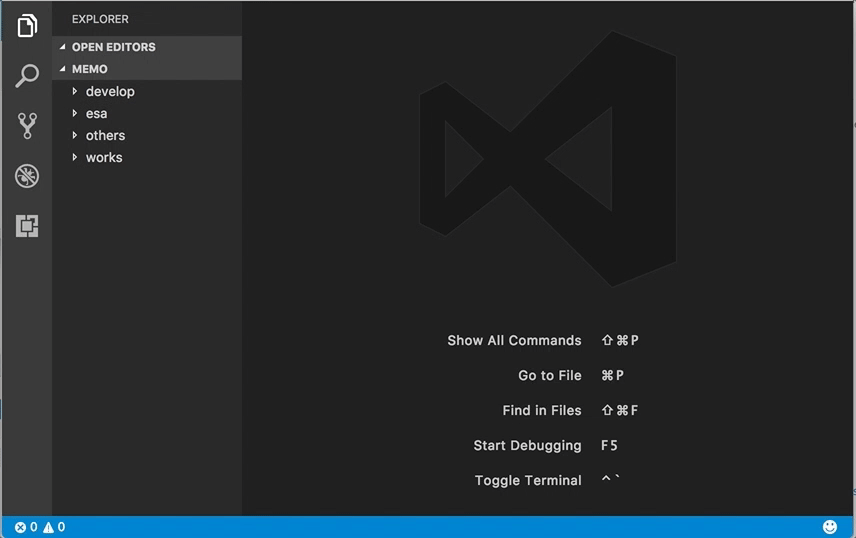 EXPLORER
OPEN EDITORS
MEMO
develop
esa
others
works
Show All Commands ⇧⌘P
Go to File ⌘P
Find in Files ⇧⌘F
Start Debugging F5
Toggle Terminal ^`
0 0